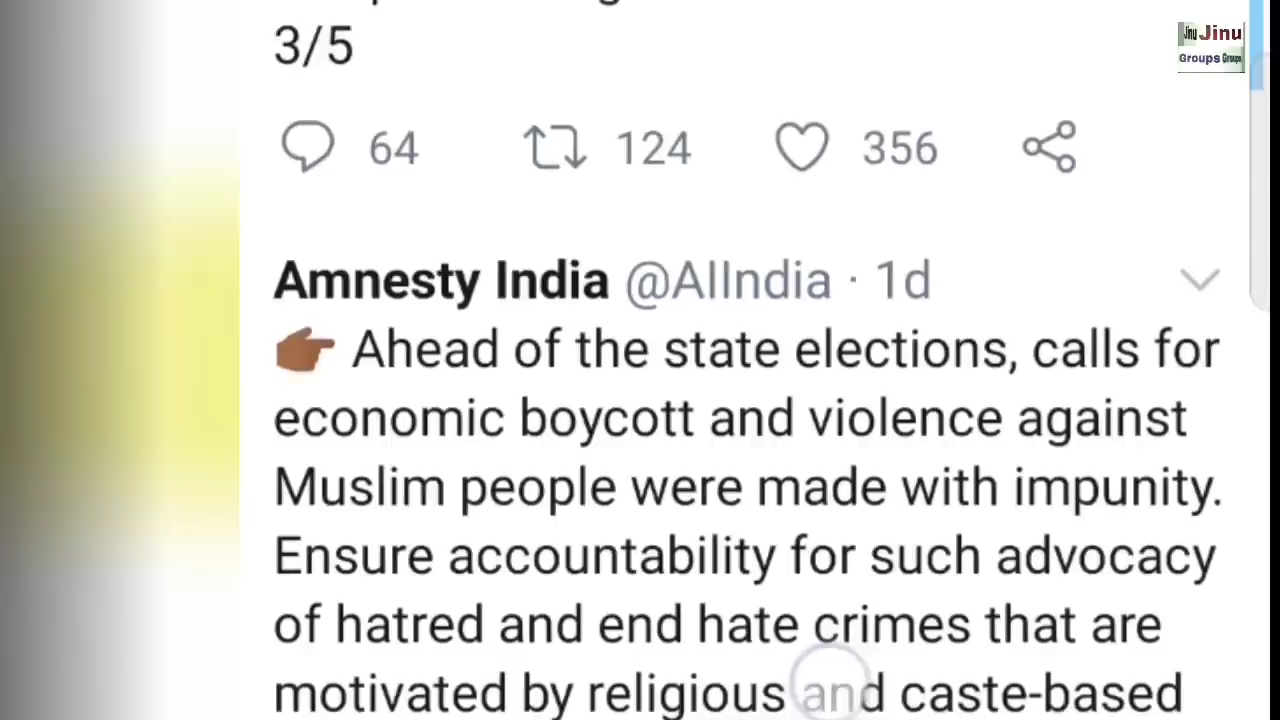 3/5
Jinu Jinu
Groups Groups
64 124 356
Amnesty India @AIIndia · 1d
Ahead of the state elections, calls for
economic boycott and violence against
Muslim people were made with impunity.
Ensure accountability for such advocacy
of hatred and end hate crimes that are
motivated by religious and caste-based